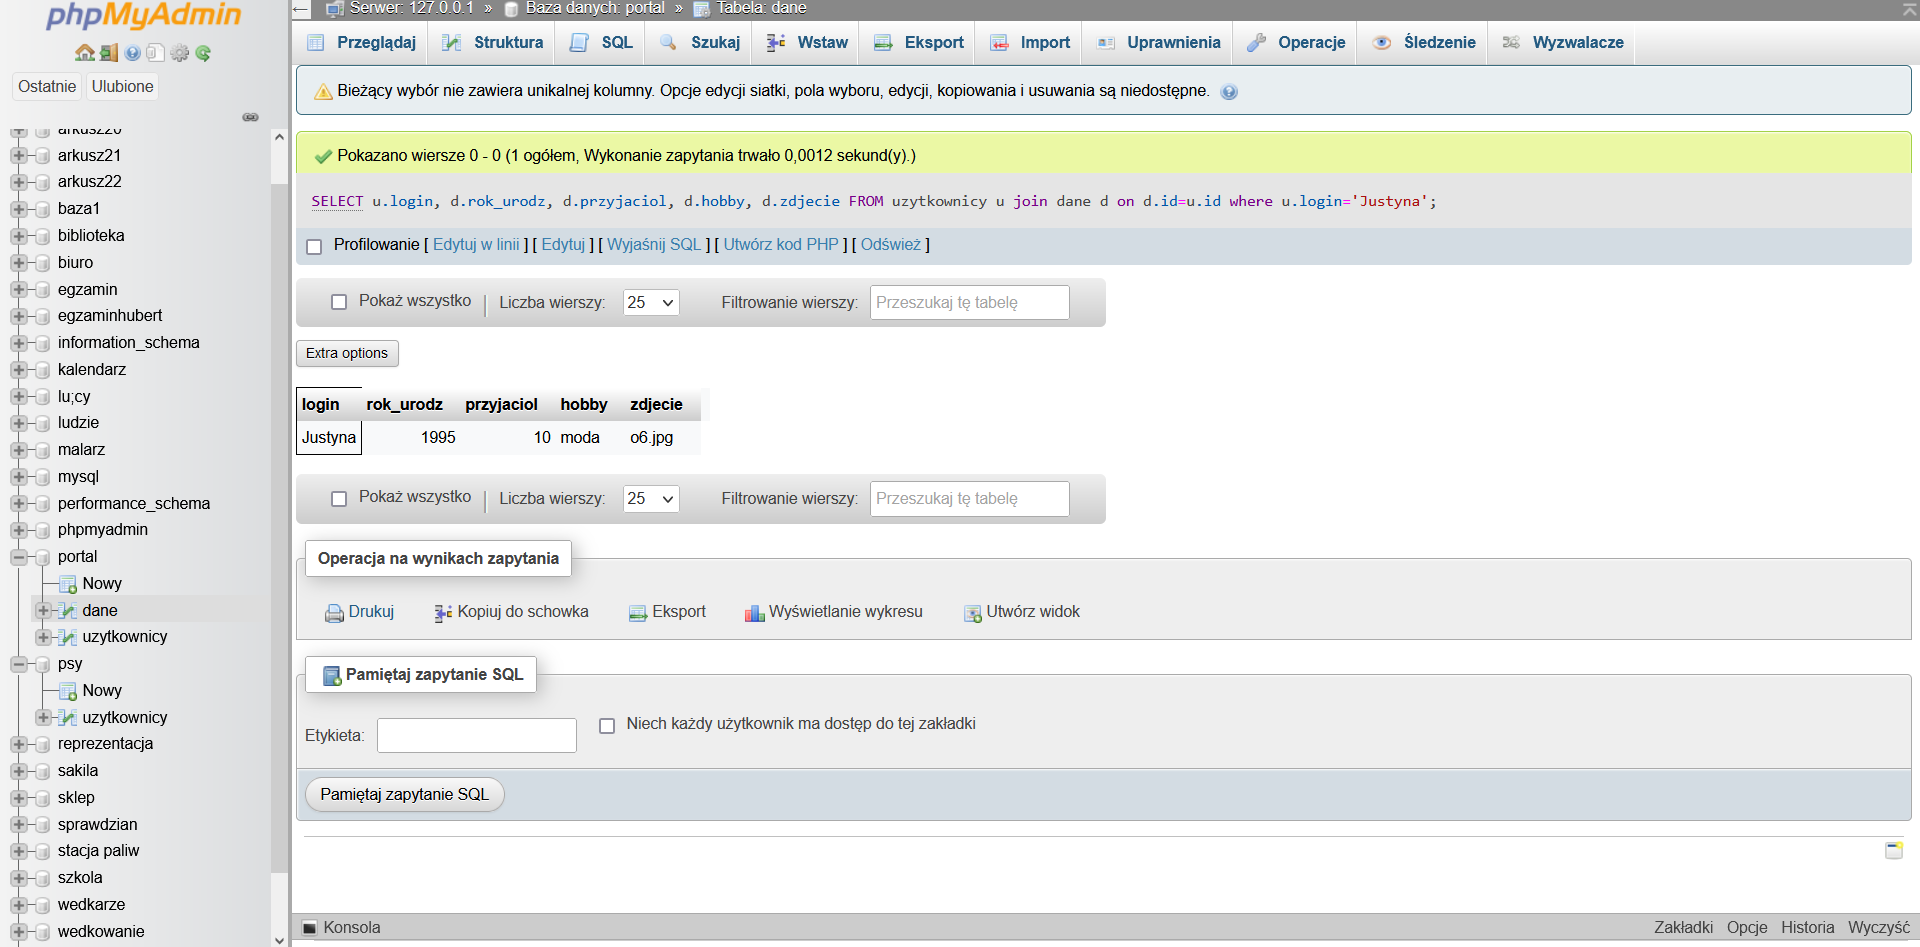 phpMyAdmin
Ostatnie Ulubione
arkusz20
arkusz21
arkusz22
baza1
biblioteka
biuro
egzamin
egzaminhubert
information_schema
kalendarz
lu;cy
ludzie
malarz
mysql
performance_schema
phpmyadmin
portal
Nowy
dane
uzytkownicy
psy
Nowy
uzytkownicy
reprezentacja
sakila
sklep
sprawdzian
stacja paliw
szkola
wedkarze
wedkowanie
Serwer: 127.0.0.1 » Baza danych: portal » Tabela: dane
Przeglądaj Struktura SQL Szukaj Wstaw Eksport Import Uprawnienia Operacje Śledzenie Wyzwalacze
Bieżący wybór nie zawiera unikalnej kolumny. Opcje edycji siatki, pola wyboru, edycji, kopiowania i usuwania są niedostępne.
Pokazano wiersze 0 - 0 (1 ogółem, Wykonanie zapytania trwało 0,0012 sekund(y).)
SELECT u.login, d.rok_urodz, d.przyjaciol, d.hobby, d.zdjecie FROM uzytkownicy u join dane d on d.id=u.id where u.login='Justyna';
Profilowanie [ Edytuj w linii ] [ Edytuj ] [ Wyjaśnij SQL ] [ Utwórz kod PHP ] [ Odśwież ]
Pokaż wszystko Liczba wierszy: 25 Filtrowanie wierszy: Przeszukaj tę tabelę
Extra options
login rok_urodz przyjaciol hobby zdjecie
Justyna 1995 10 moda o6.jpg
Pokaż wszystko Liczba wierszy: 25 Filtrowanie wierszy: Przeszukaj tę tabelę
Operacja na wynikach zapytania
Drukuj Kopiuj do schowka Eksport Wyświetlanie wykresu Utwórz widok
Pamiętaj zapytanie SQL
Etykieta: Niech każdy użytkownik ma dostęp do tej zakładki
Pamiętaj zapytanie SQL
Konsola Zakładki Opcje Historia Wyczyść